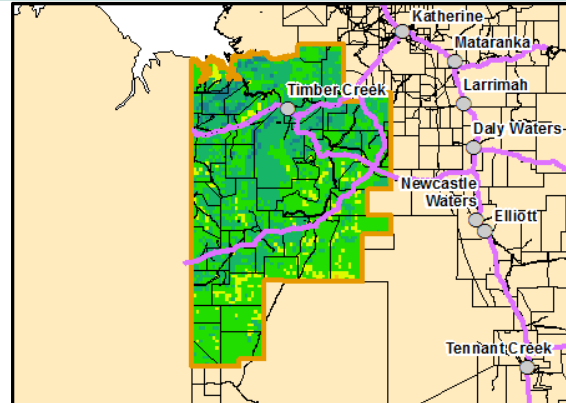 Katherine
Mataranka
Timber Creek
Larrimah
Daly Waters
Newcastle
Waters
Elliott
Tennant Creek